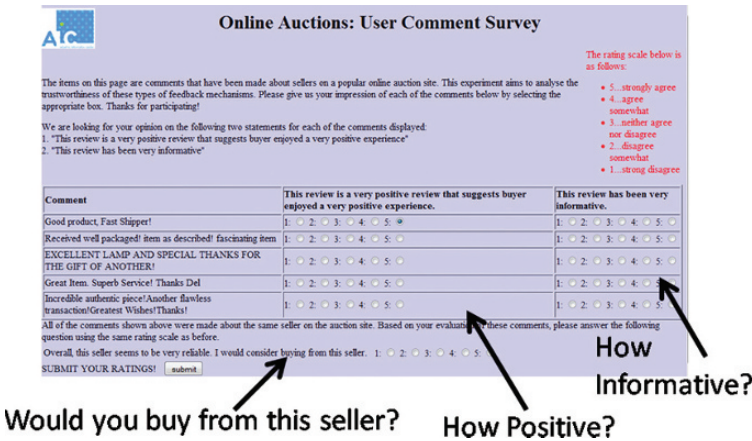 AIC
Online Auctions: User Comment Survey
The rating scale below is
as follows:
The items on this page are comments that have been made about sellers on a popular online auction site. This experiment aims to analyse the
trustworthiness of these types of feedback mechanisms. Please give us your impression of each of the comments below by selecting the
appropriate box. Thanks for participating!
We are looking for your opinion on the following two statements for each of the comments displayed:
1. "This review is a very positive review that suggests buyer enjoyed a very positive experience"
2. "This review has been very informative"
• 5...strongly agree
• 4...agree
somewhat
• 3...neither agree
nor disagree
• 2...disagree
somewhat
• 1...strong disagree
Comment
This review is a very positive review that suggests buyer
enjoyed a very positive experience.
This review has been very
informative.
Good product, Fast Shipper! 1: 2: 3: 4: 5: 1: 2: 3: 4: 5:
Received well packaged! item as described! fascinating item 1: 2: 3: 4: 5: 1: 2: 3: 4: 5:
EXCELLENT LAMP AND SPECIAL THANKS FOR
THE GIFT OF ANOTHER! 1: 2: 3: 4: 5: 1: 2: 3: 4: 5:
Great Item. Superb Service! Thanks Del 1: 2: 3: 4: 5: 1: 2: 3: 4: 5:
Incredible authentic piece!Another flawless
transaction!Greatest Wishes!Thanks! 1: 2: 3: 4: 5: 1: 2: 3: 4: 5:
All of the comments shown above were made about the same seller on the auction site. Based on your evaluation these comments, please answer the following
question using the same rating scale as before.
Overall, this seller seems to be very reliable. I would consider buying from this seller. 1: 2: 3: 4: 5:
SUBMIT YOUR RATINGS! submit
How
Informative?
Would you buy from this seller?
How Positive?